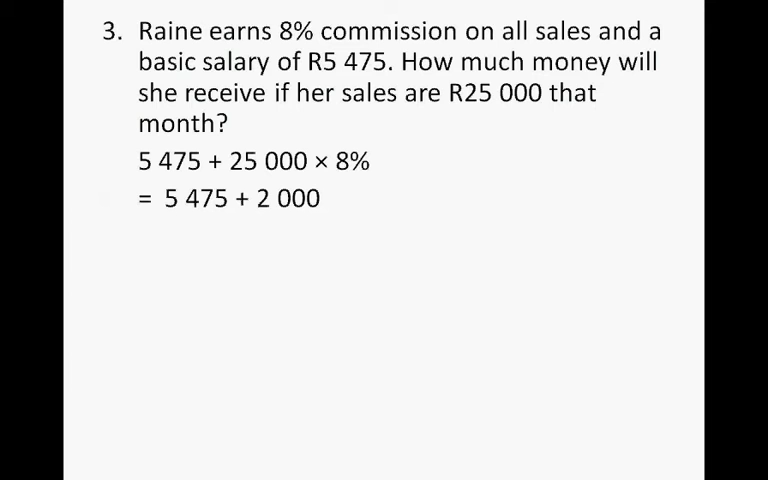 3. Raine earns 8% commission on all sales and a
basic salary of R5 475. How much money will
she receive if her sales are R25 000 that
month?
5 475 + 25 000 × 8%
= 5 475 + 2 000